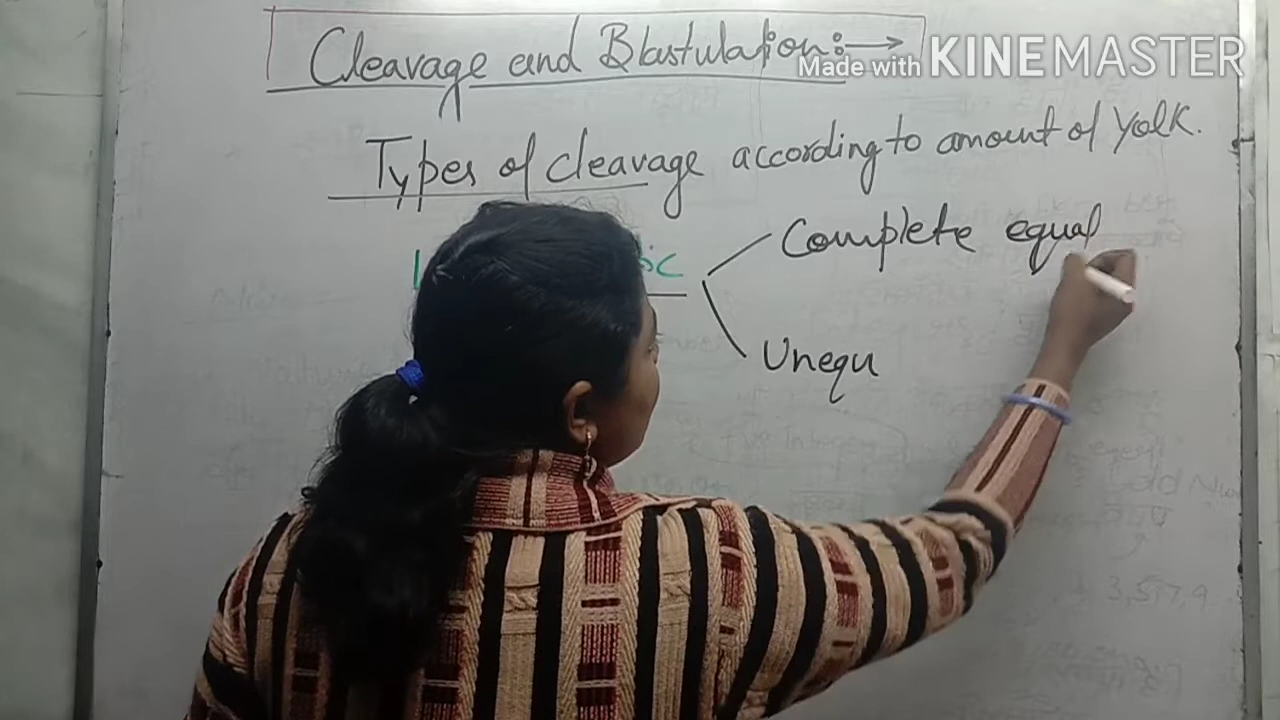 Cleavage and Blastulation:→
Made with KINEMASTER
Types of cleavage according to amount of yolk.
Complete equal
Unequ